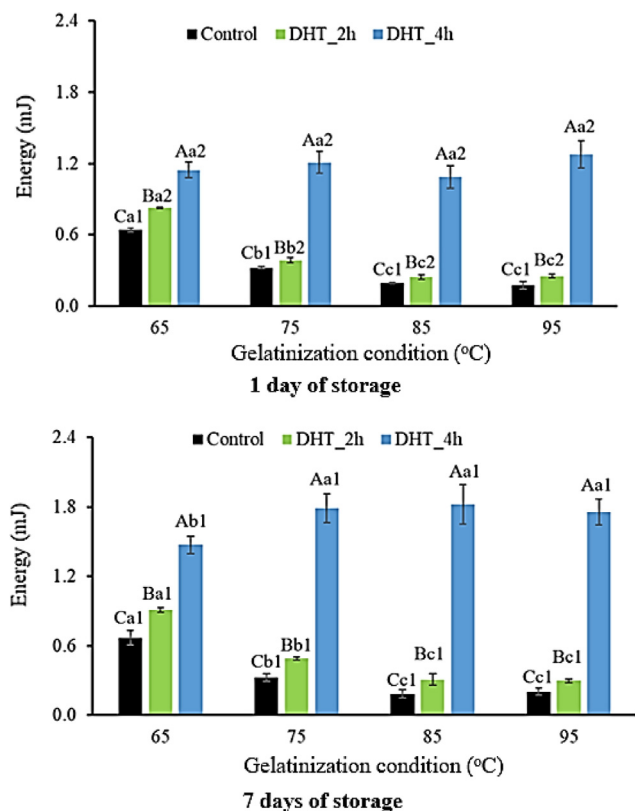 Control DHT_2h DHT_4h
Energy (mJ)
2.4
1.8
1.2
0.6
0.0
Ca1 Ba2 Aa2
Cb1 Bb2 Aa2
Cc1 Bc2 Aa2
Cc1 Bc2 Aa2
65 75 85 95
Gelatinization condition (°C)
1 day of storage
Control DHT_2h DHT_4h
Energy (mJ)
2.4
1.8
1.2
0.6
0.0
Ca1 Ba1 Ab1
Cb1 Bb1 Aa1
Cc1 Bc1 Aa1
Cc1 Bc1 Aa1
65 75 85 95
Gelatinization condition (°C)
7 days of storage